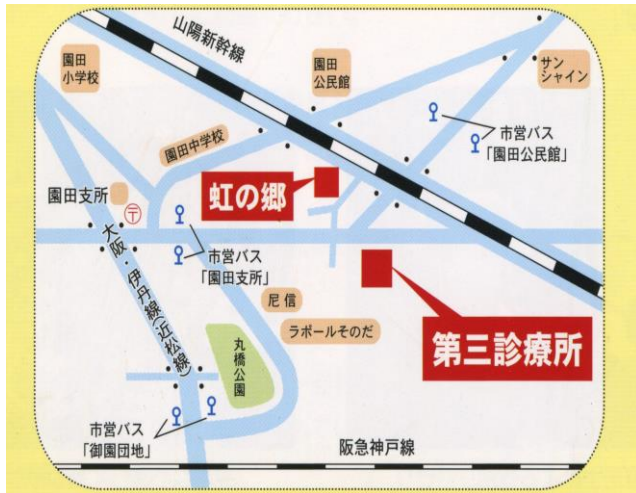 山陽新幹線
園田
小学校
園田
公民館
サン
シャイン
市営バス
「園田公民館」
園田中学校
園田支所
〒
虹の郷
大阪・伊丹線(近松線)
市営バス
「園田支所」
尼信
ラポールそのだ
第三診療所
丸橋公園
市営バス
「御園団地」
阪急神戸線